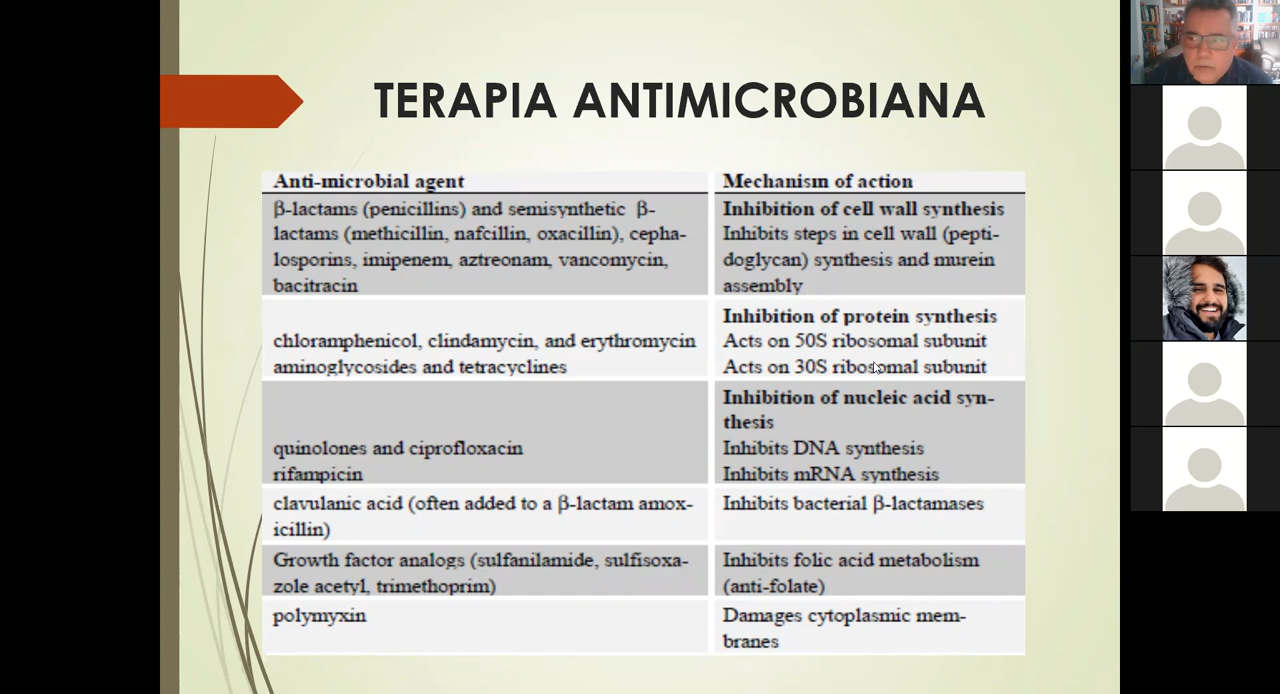 TERAPIA ANTIMICROBIANA
Anti-microbial agent
Mechanism of action
β-lactams (penicillins) and semisynthetic β-
lactams (methicillin, nafcillin, oxacillin), cepha-
losporins, imipenem, aztreonam, vancomycin,
bacitracin
Inhibition of cell wall synthesis
Inhibits steps in cell wall (pepti-
doglycan) synthesis and murein
assembly
chloramphenicol, clindamycin, and erythromycin
aminoglycosides and tetracyclines
Inhibition of protein synthesis
Acts on 50S ribosomal subunit
Acts on 30S ribosomal subunit
quinolones and ciprofloxacin
rifampicin
Inhibition of nucleic acid syn-
thesis
Inhibits DNA synthesis
Inhibits mRNA synthesis
clavulanic acid (often added to a β-lactam amox-
icillin)
Inhibits bacterial β-lactamases
Growth factor analogs (sulfanilamide, sulfisoxa-
zole acetyl, trimethoprim)
Inhibits folic acid metabolism
(anti-folate)
polymyxin
Damages cytoplasmic mem-
branes